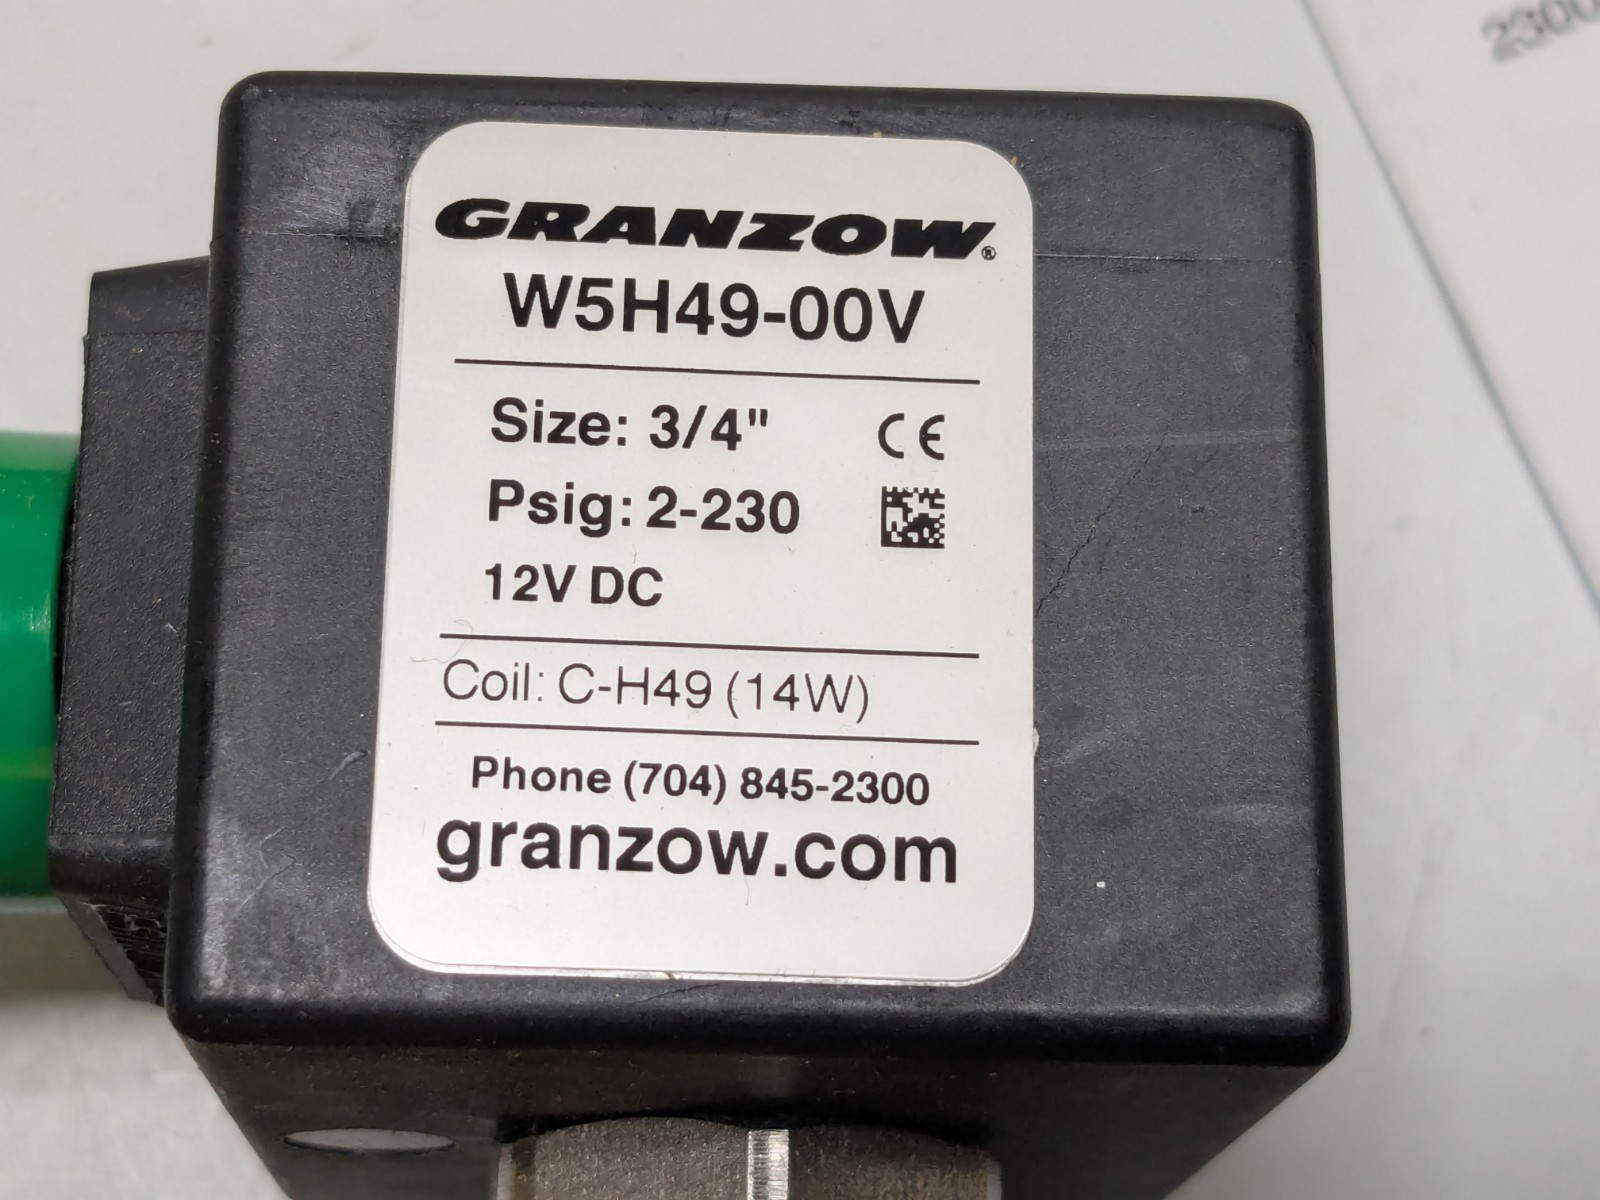 2300
GRANZOW®
W5H49-00V
Size: 3/4" CE
Psig: 2-230
12V DC
Coil: C-H49 (14W)
Phone (704) 845-2300
granzow.com